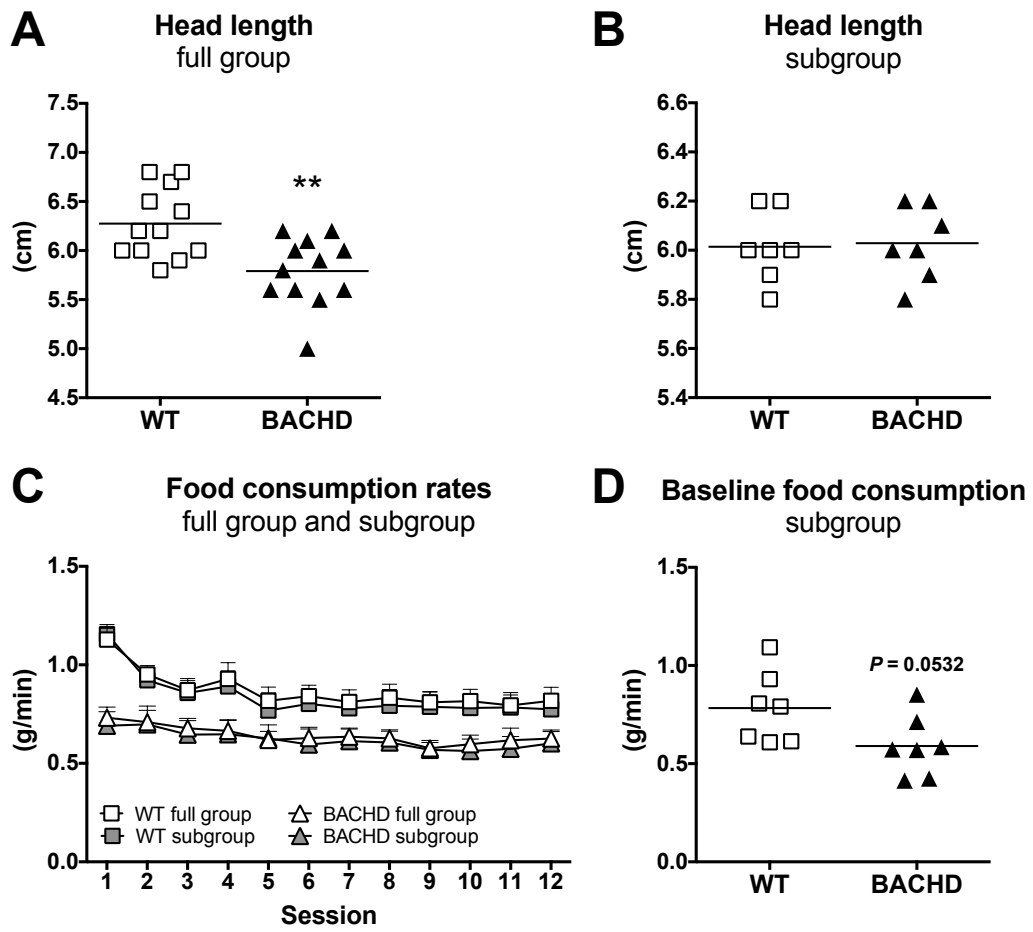 A
Head length
full group
7.5
7.0
6.5
6.0
5.5
5.0
4.5
(cm)
**
WT
BACHD
B
Head length
subgroup
6.6
6.4
6.2
6.0
5.8
5.6
5.4
(cm)
WT
BACHD
C
Food consumption rates
full group and subgroup
1.5
1.0
0.5
0.0
(g/min)
WT full group
BACHD full group
WT subgroup
BACHD subgroup
1 2 3 4 5 6 7 8 9 10 11 12
Session
D
Baseline food consumption
subgroup
1.5
1.0
0.5
0.0
(g/min)
P = 0.0532
WT
BACHD